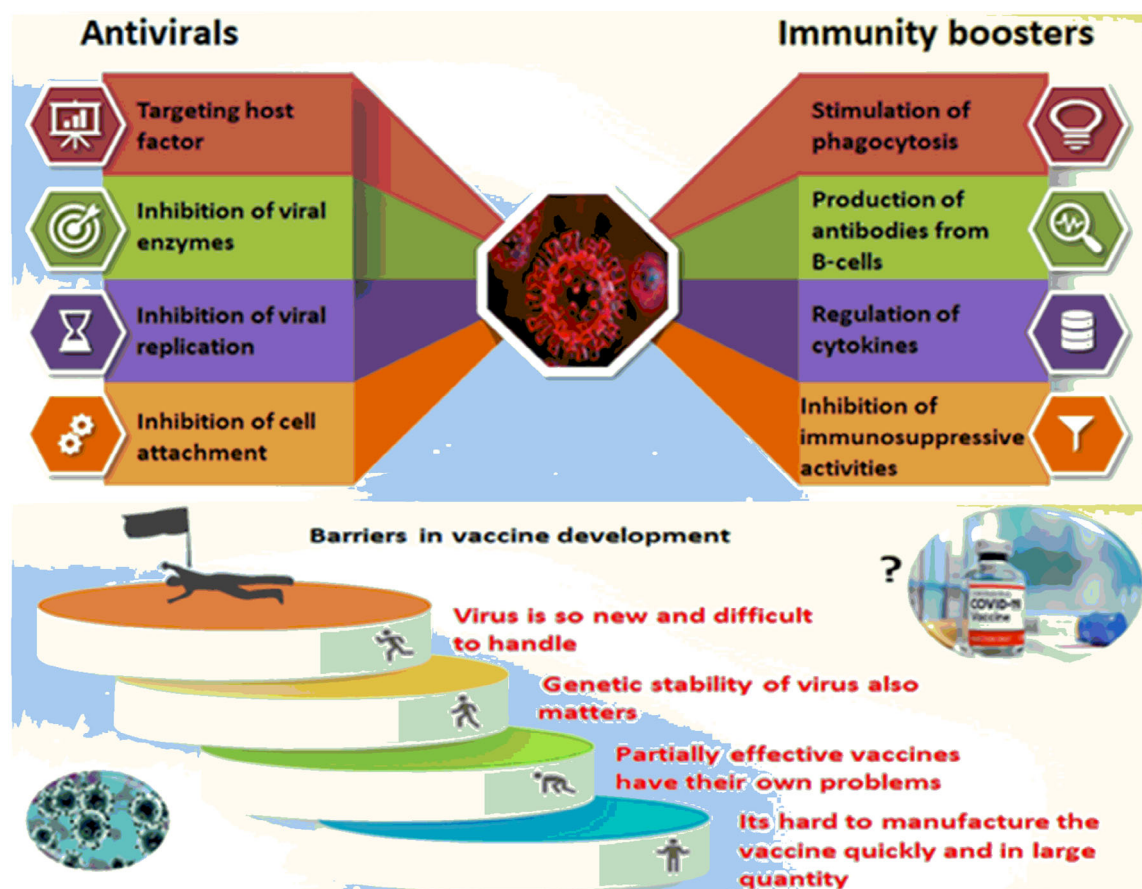 Antivirals
Immunity boosters
Targeting host
factor
Inhibition of viral
enzymes
Inhibition of viral
replication
Inhibition of cell
attachment
Stimulation of
phagocytosis
Production of
antibodies from
B-cells
Regulation of
cytokines
Inhibition of
immunosuppressive
activities
Barriers in vaccine development
?
COVID-19
Vaccine
Virus is so new and difficult
to handle
Genetic stability of virus also
matters
Partially effective vaccines
have their own problems
Its hard to manufacture the
vaccine quickly and in large
quantity